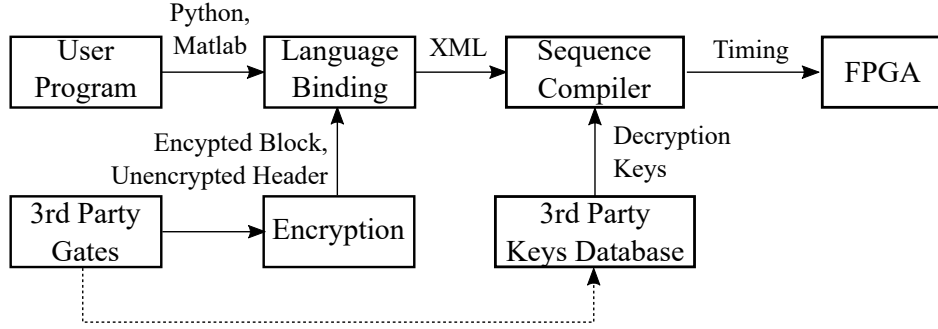 User
Program
Python,
Matlab
Language
Binding
XML
Sequence
Compiler
Timing
FPGA
Encypted Block,
Unencrypted Header
Decryption
Keys
3rd Party
Gates
Encryption
3rd Party
Keys Database